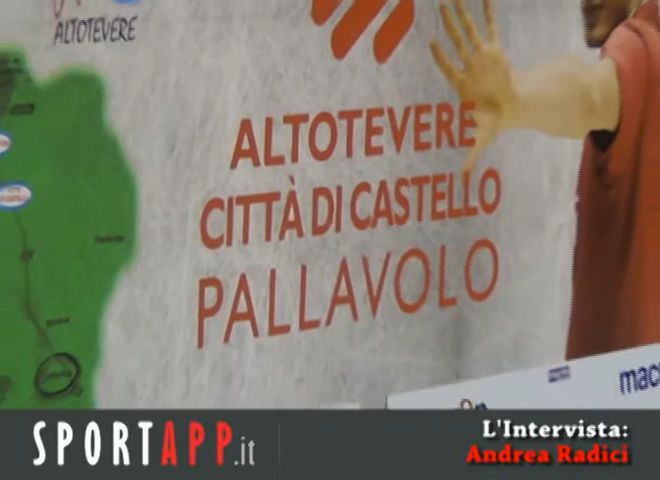 ALTOTEVERE
ALTOTEVERE
CITTÀ DI CASTELLO
PALLAVOLO
SPORTAPP.it
L'Intervista:
Andrea Radici